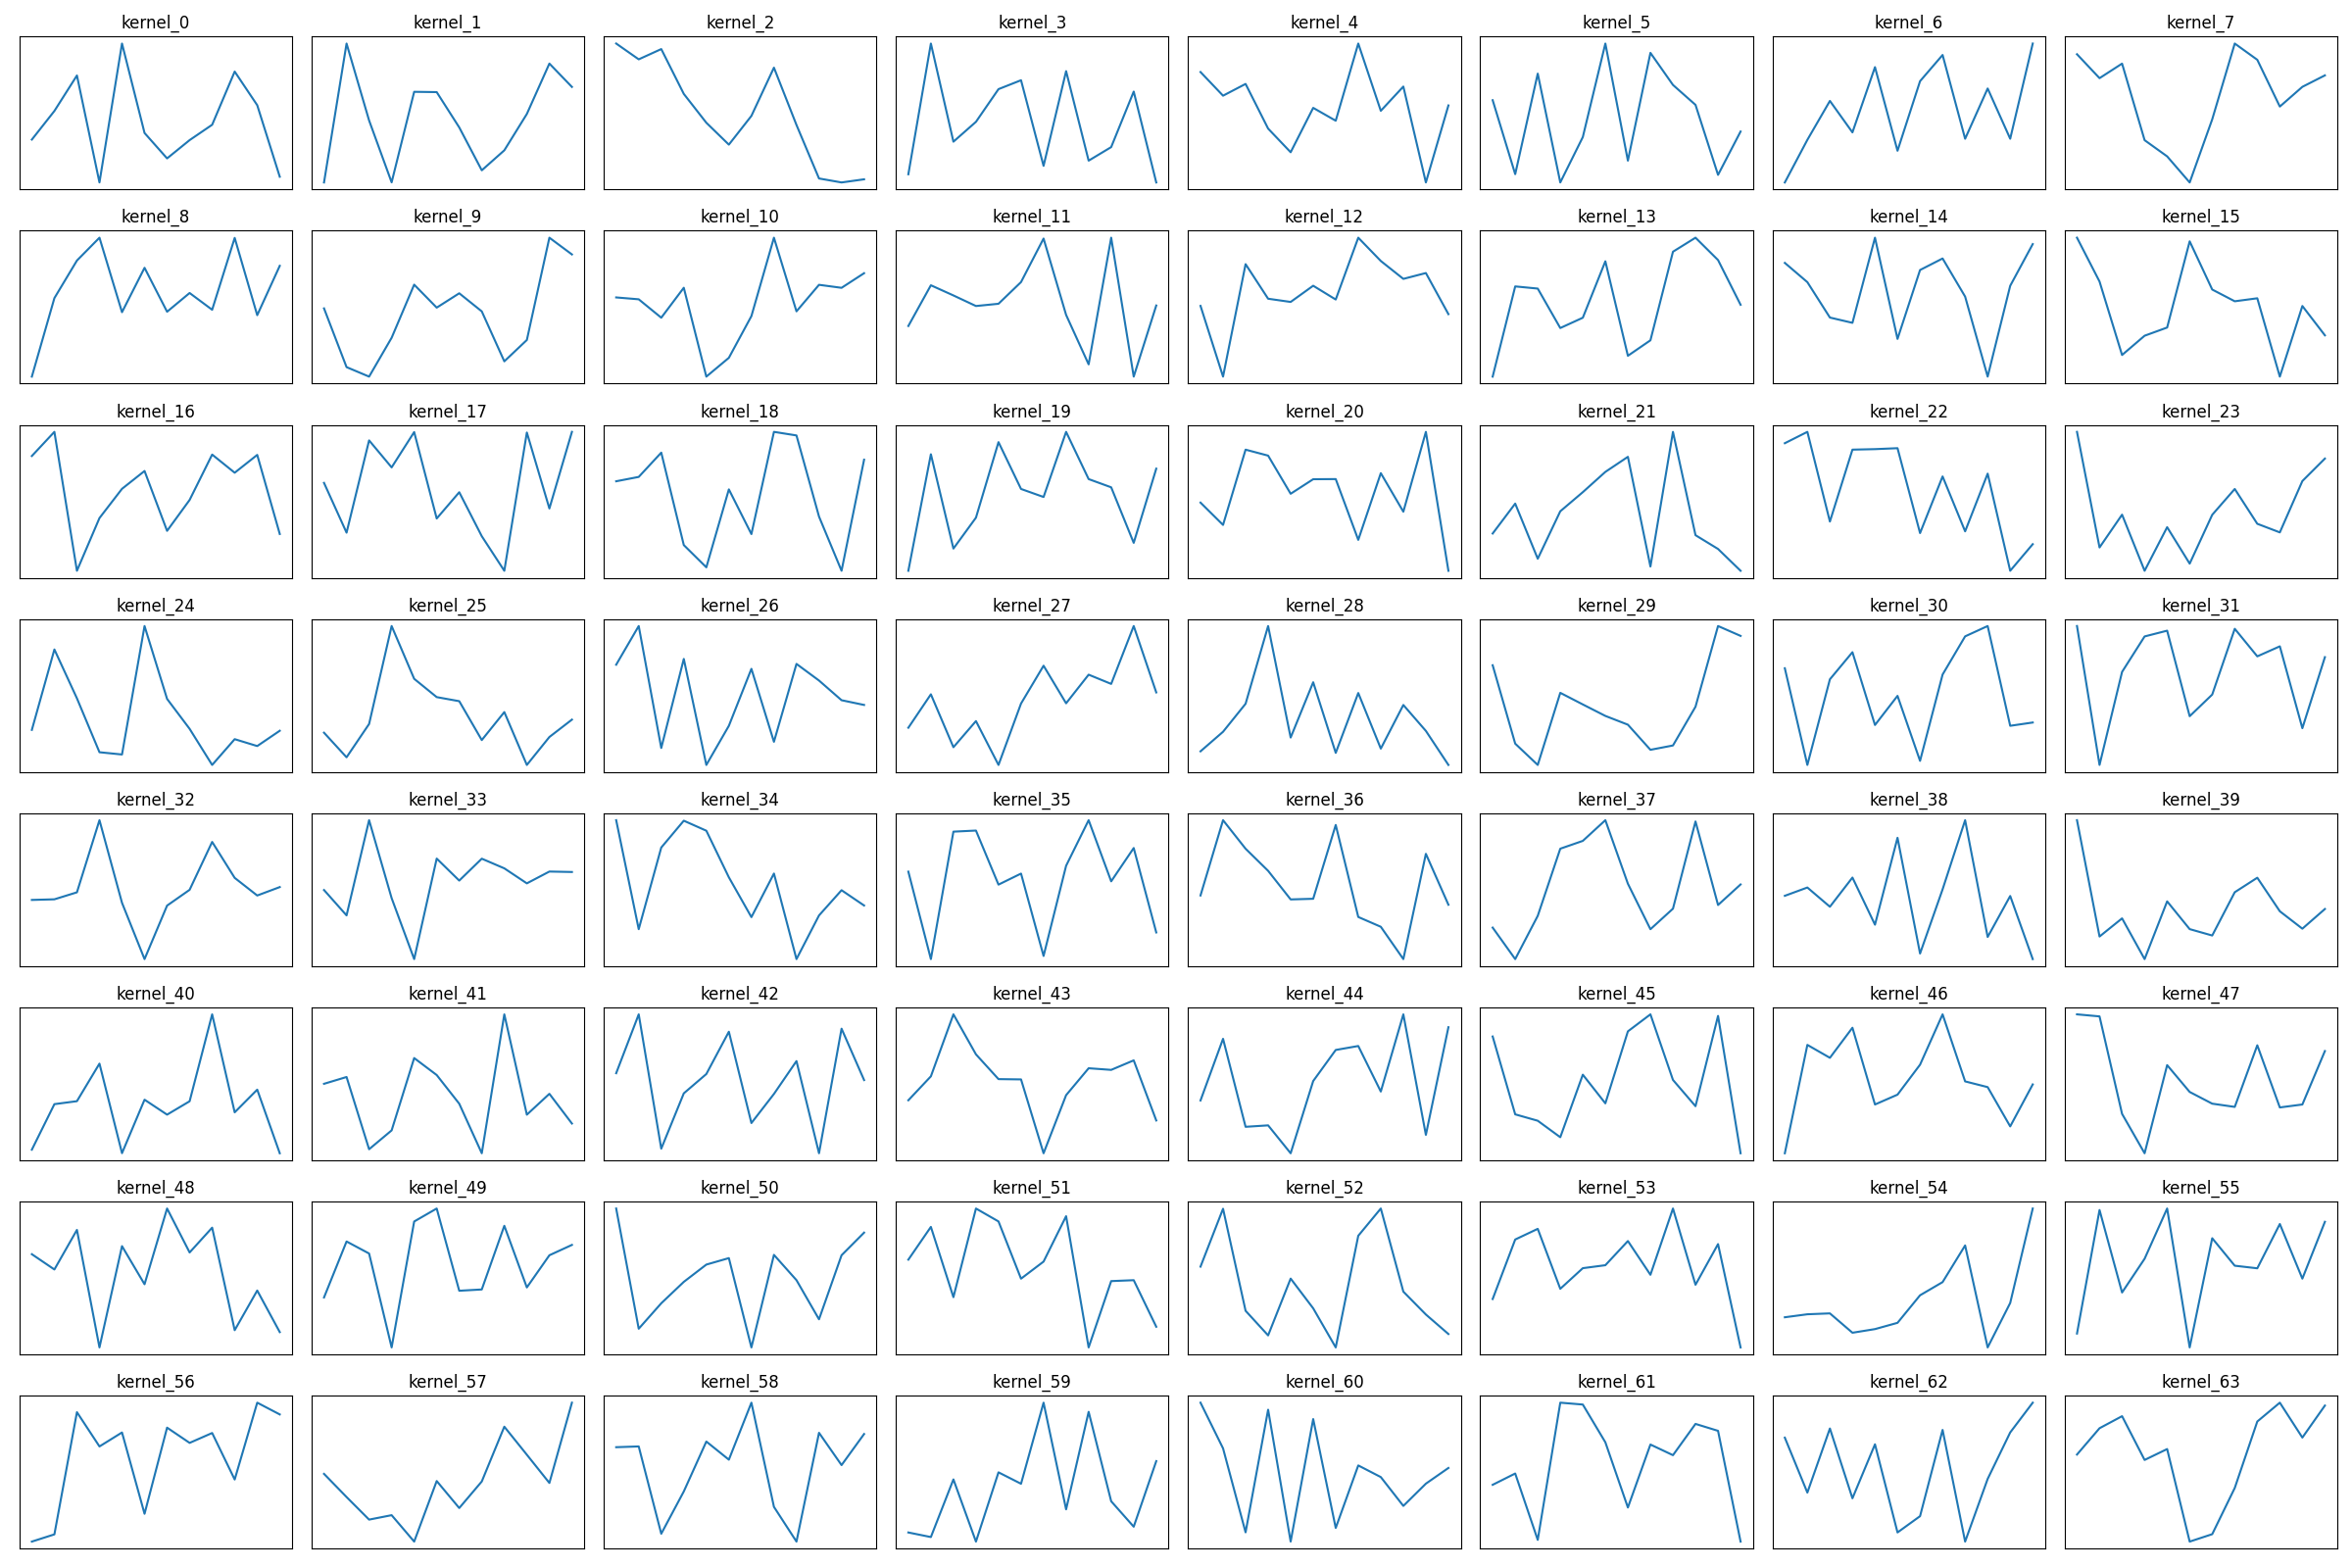 kernel_0 kernel_1 kernel_2 kernel_3 kernel_4 kernel_5 kernel_6 kernel_7
kernel_8 kernel_9 kernel_10 kernel_11 kernel_12 kernel_13 kernel_14 kernel_15
kernel_16 kernel_17 kernel_18 kernel_19 kernel_20 kernel_21 kernel_22 kernel_23
kernel_24 kernel_25 kernel_26 kernel_27 kernel_28 kernel_29 kernel_30 kernel_31
kernel_32 kernel_33 kernel_34 kernel_35 kernel_36 kernel_37 kernel_38 kernel_39
kernel_40 kernel_41 kernel_42 kernel_43 kernel_44 kernel_45 kernel_46 kernel_47
kernel_48 kernel_49 kernel_50 kernel_51 kernel_52 kernel_53 kernel_54 kernel_55
kernel_56 kernel_57 kernel_58 kernel_59 kernel_60 kernel_61 kernel_62 kernel_63